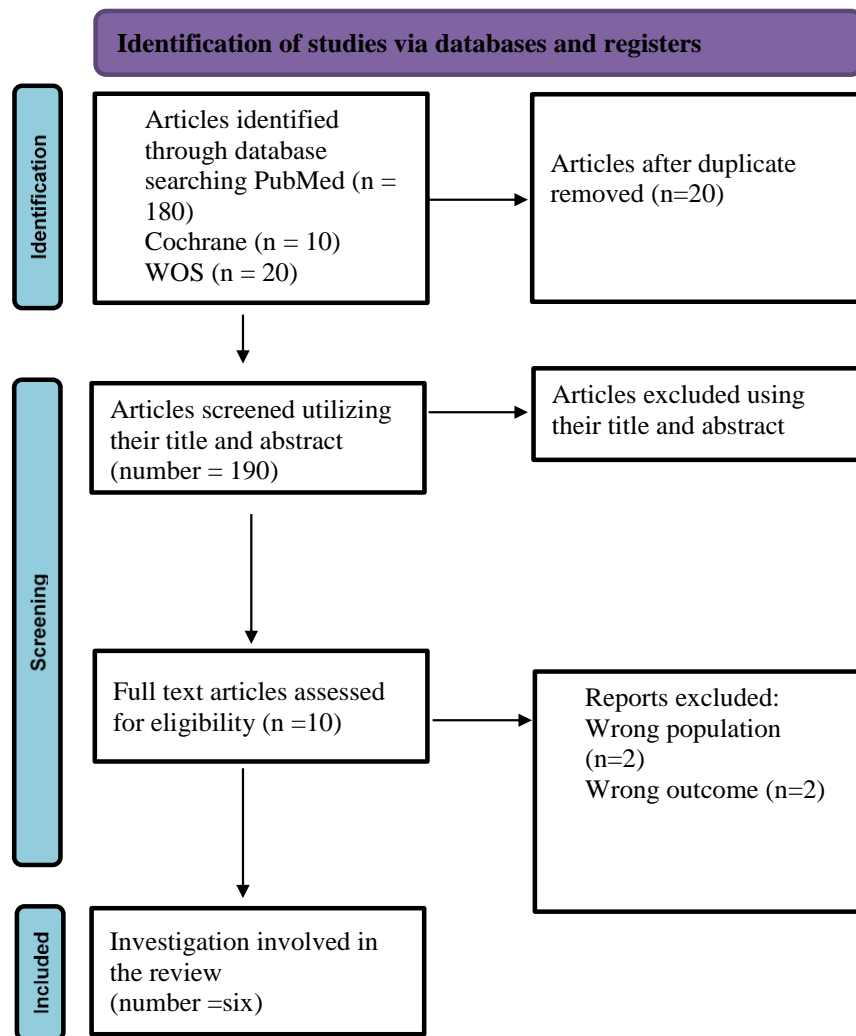 Identification of studies via databases and registers
Identification
Articles identified
through database
searching PubMed (n =
180)
Cochrane (n = 10)
WOS (n = 20)
Articles after duplicate
removed (n=20)
Screening
Articles screened utilizing
their title and abstract
(number = 190)
Articles excluded using
their title and abstract
Full text articles assessed
for eligibility (n =10)
Reports excluded:
Wrong population
(n=2)
Wrong outcome (n=2)
Included
Investigation involved in
the review
(number =six)